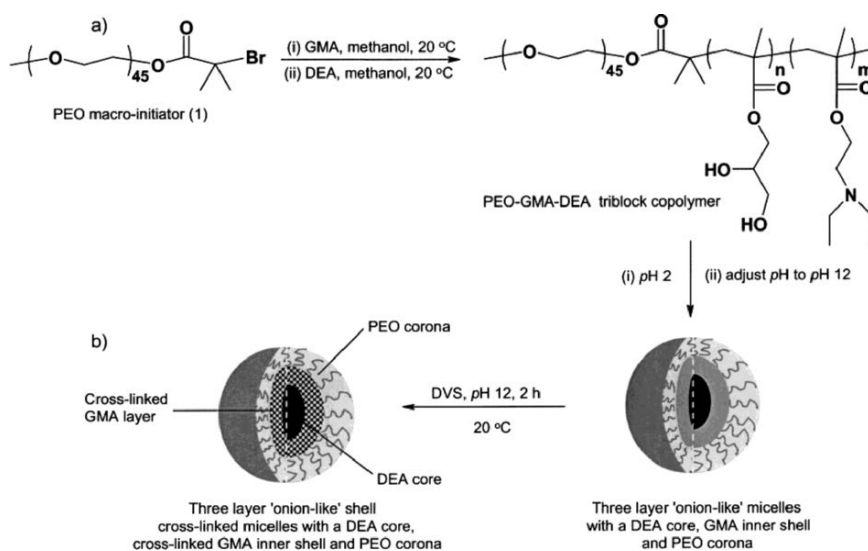 a)
O
O
45
O
Br
PEO macro-initiator (1)
(i) GMA, methanol, 20 °C
(ii) DEA, methanol, 20 °C
O
O
45
O
n
m
O
O
O
O
HO
HO
N
PEO-GMA-DEA triblock copolymer
(i) pH 2 (ii) adjust pH to pH 12
b)
PEO corona
Cross-linked
GMA layer
DVS, pH 12, 2 h
20 °C
DEA core
Three layer 'onion-like' shell
cross-linked micelles with a DEA core,
cross-linked GMA inner shell and PEO corona
Three layer 'onion-like' micelles
with a DEA core, GMA inner shell
and PEO corona